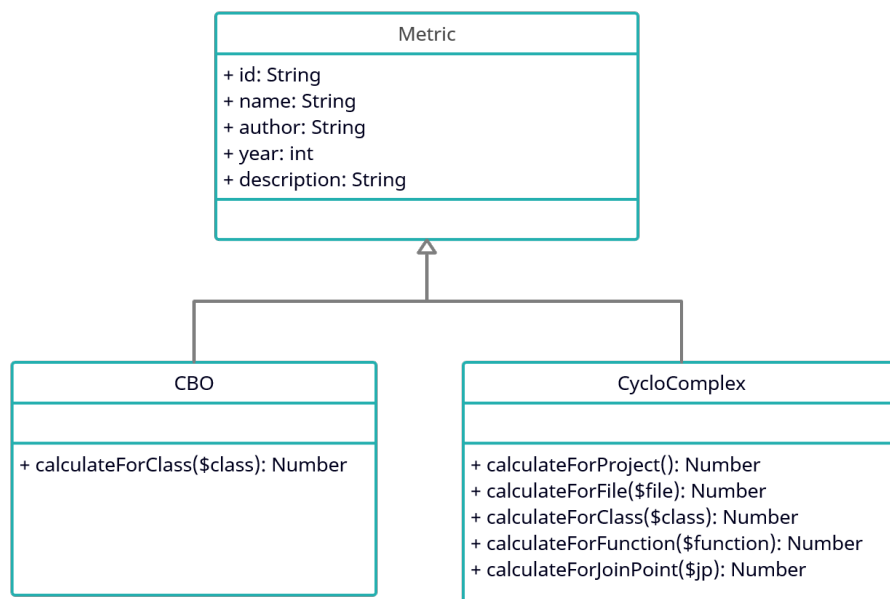 Metric
+ id: String
+ name: String
+ author: String
+ year: int
+ description: String
CBO
+ calculateForClass($class): Number
CycloComplex
+ calculateForProject(): Number
+ calculateForFile($file): Number
+ calculateForClass($class): Number
+ calculateForFunction($function): Number
+ calculateForJoinPoint($jp): Number